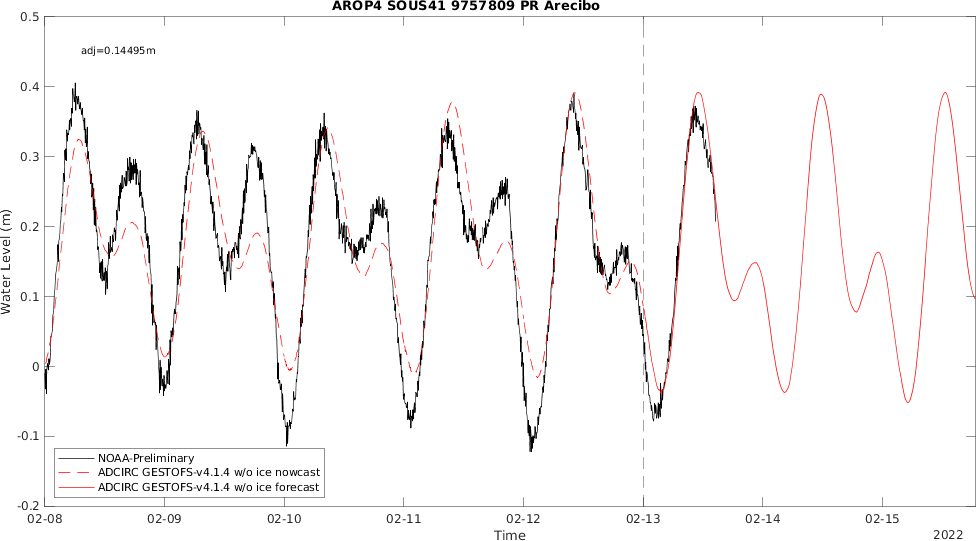 AROP4 SOUS41 9757809 PR Arecibo
adj=0.14495m
0.5
0.4
0.3
0.2
0.1
0
-0.1
-0.2
Water Level (m)
NOAA-Preliminary
ADCIRC GESTOFS-v4.1.4 w/o ice nowcast
ADCIRC GESTOFS-v4.1.4 w/o ice forecast
02-08 02-09 02-10 02-11 02-12 02-13 02-14 02-15
Time
2022